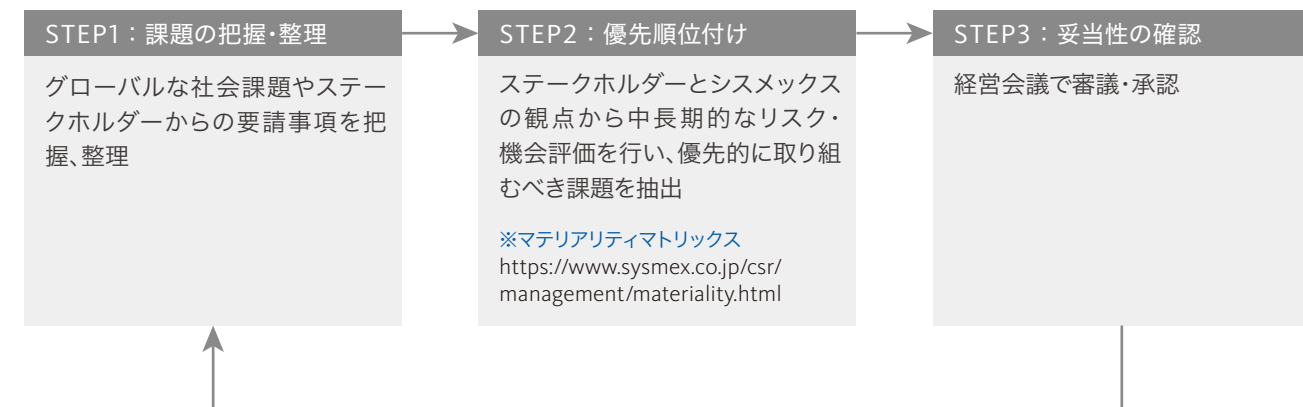 STEP1：課題の把握・整理
グローバルな社会課題やステー
クホルダーからの要請事項を把
握、整理
STEP2：優先順位付け
ステークホルダーとシスメックス
の観点から中長期的なリスク・
機会評価を行い、優先的に取り組
むべき課題を抽出
※マテリアリティマトリックス
https://www.sysmex.co.jp/csr/
management/materiality.html
STEP3：妥当性の確認
経営会議で審議・承認